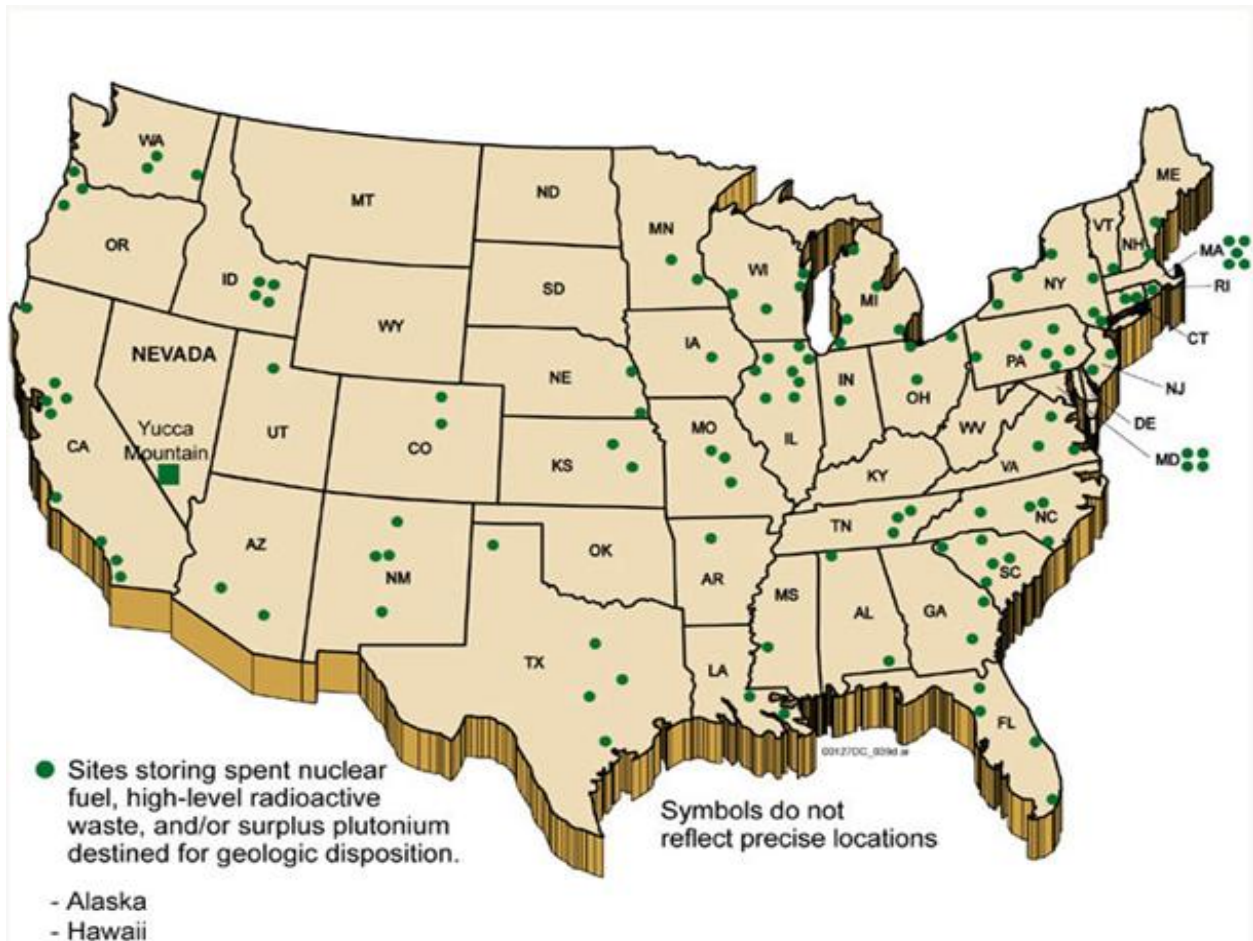 WA
ME
MT
ND
VT
MN
NH
OR
MA
WI
ID
NY
SD
MI
RI
WY
CT
IA
NEVADA
PA
NE
IN
NJ
OH
Yucca
Mountain
UT
MO
DE
CO
WV
CA
IL
MD
KS
VA
KY
NC
TN
AZ
OK
SC
NM
AR
MS
AL
GA
TX
LA
FL
Sites storing spent nuclear
fuel, high-level radioactive
waste, and/or surplus plutonium
destined for geologic disposition.
Symbols do not
reflect precise locations
- Alaska
- Hawaii